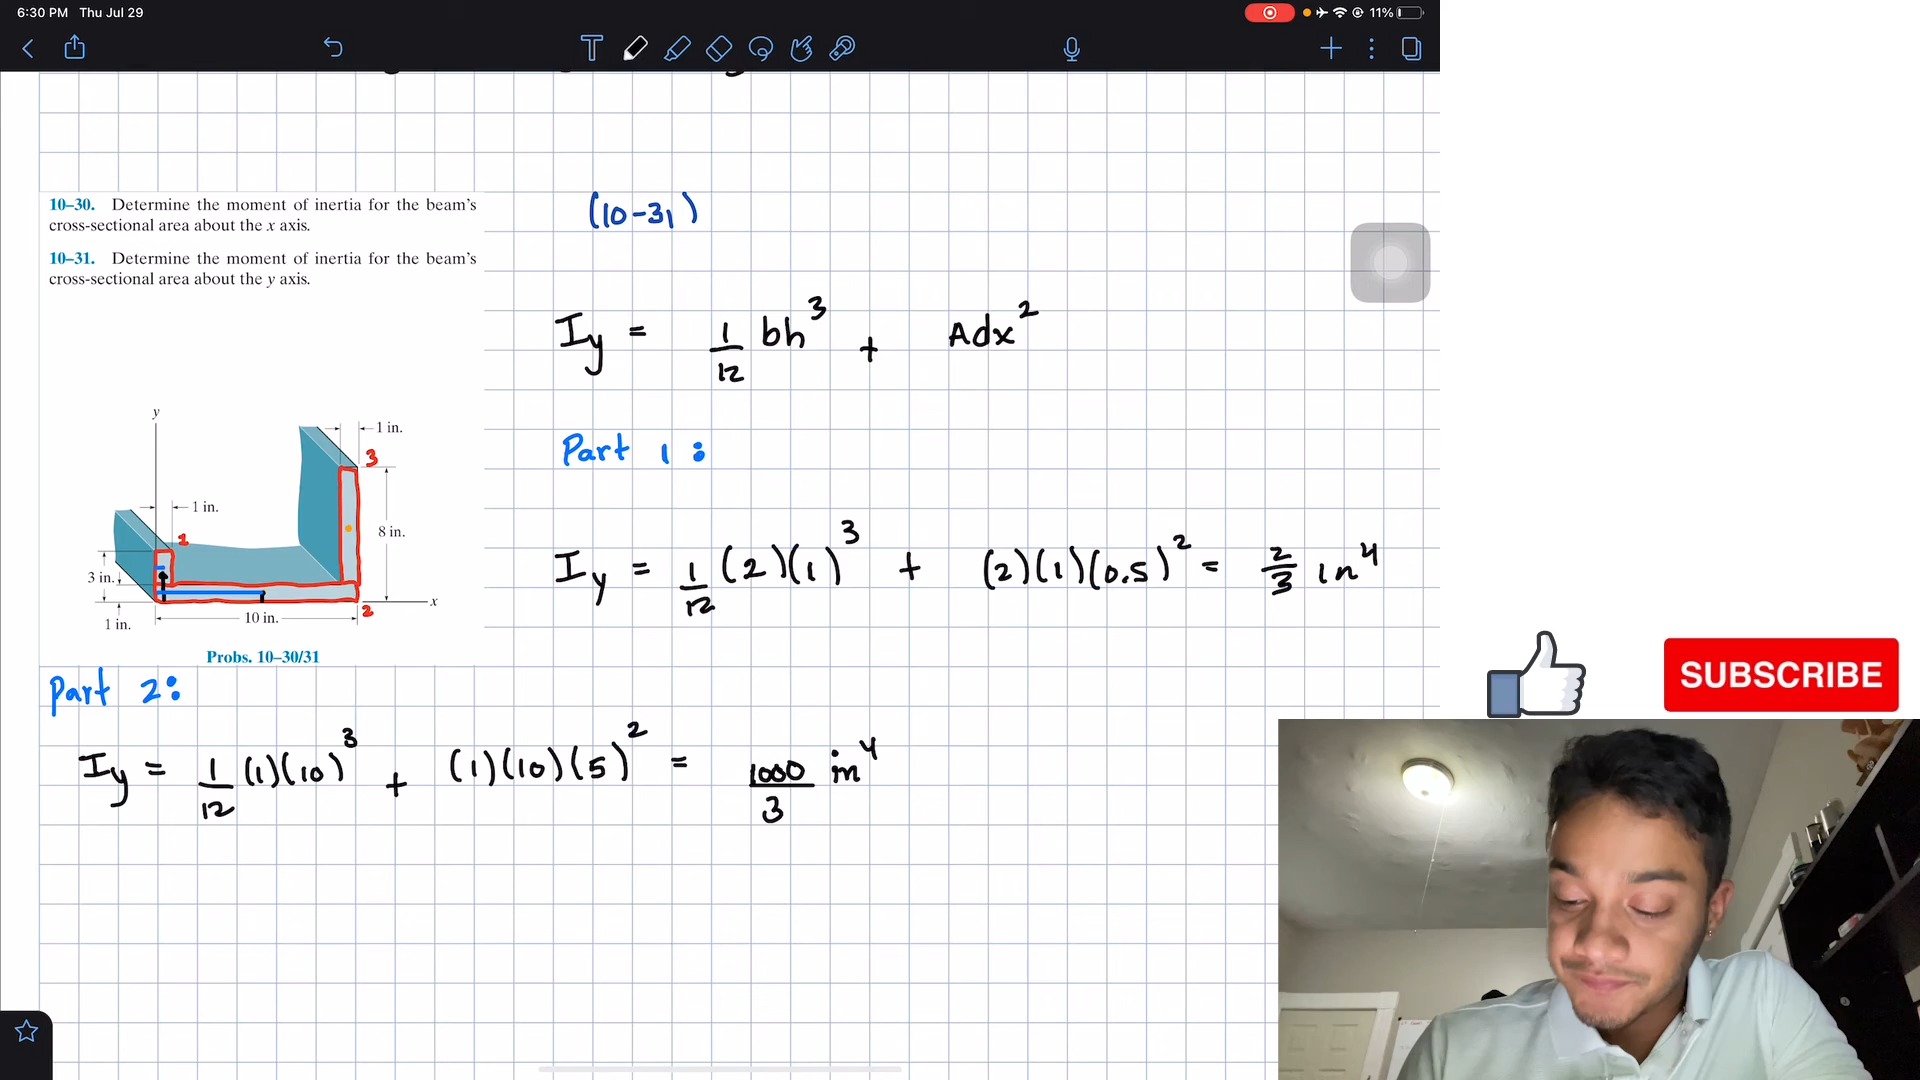 6:30 PM Thu Jul 29
11%
10–30. Determine the moment of inertia for the beam's
cross-sectional area about the x axis.
10–31. Determine the moment of inertia for the beam's
cross-sectional area about the y axis.
(10-31)
Iy = 1/12 bh³ + Adx²
y
1 in.
3
Part 1:
1 in.
1
8 in.
3 in.
Iy = 1/12 (2)(1)³ + (2)(1)(0.5)² = 2/3 in⁴
x
10 in.
2
1 in.
Probs. 10–30/31
SUBSCRIBE
Part 2:
Iy = 1/12 (1)(10)³ + (1)(10)(5)² = 1000/3 in⁴